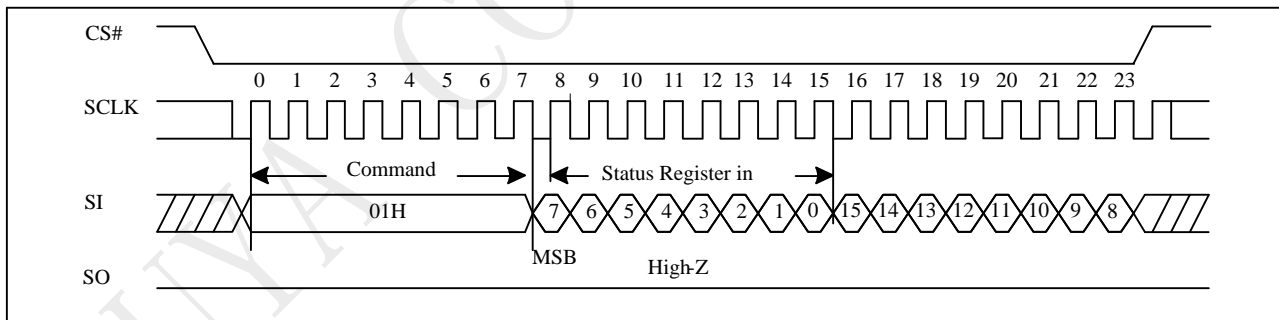 CS#
0 1 2 3 4 5 6 7 8 9 10 11 12 13 14 15 16 17 18 19 20 21 22 23
SCLK
Command Status Register in
SI 01H 7 6 5 4 3 2 1 0 15 14 13 12 11 10 9 8
MSB High-Z
SO